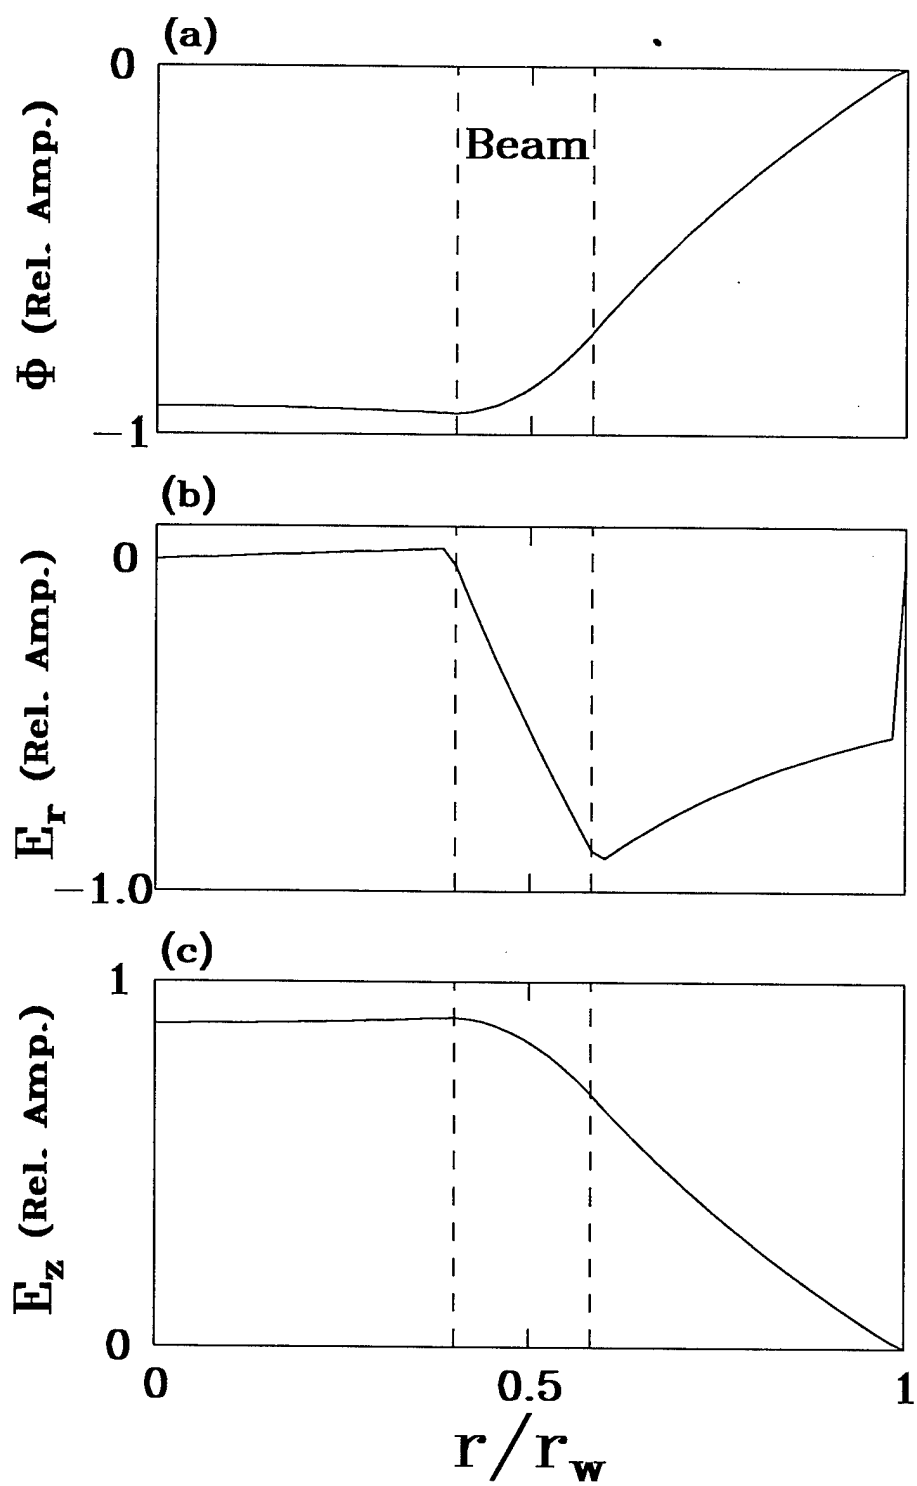 (a)
0
Beam
Φ (Rel. Amp.)
−1
(b)
0
E_r (Rel. Amp.)
−1.0
(c)
1
E_z (Rel. Amp.)
0
0 0.5 1
r/r_w